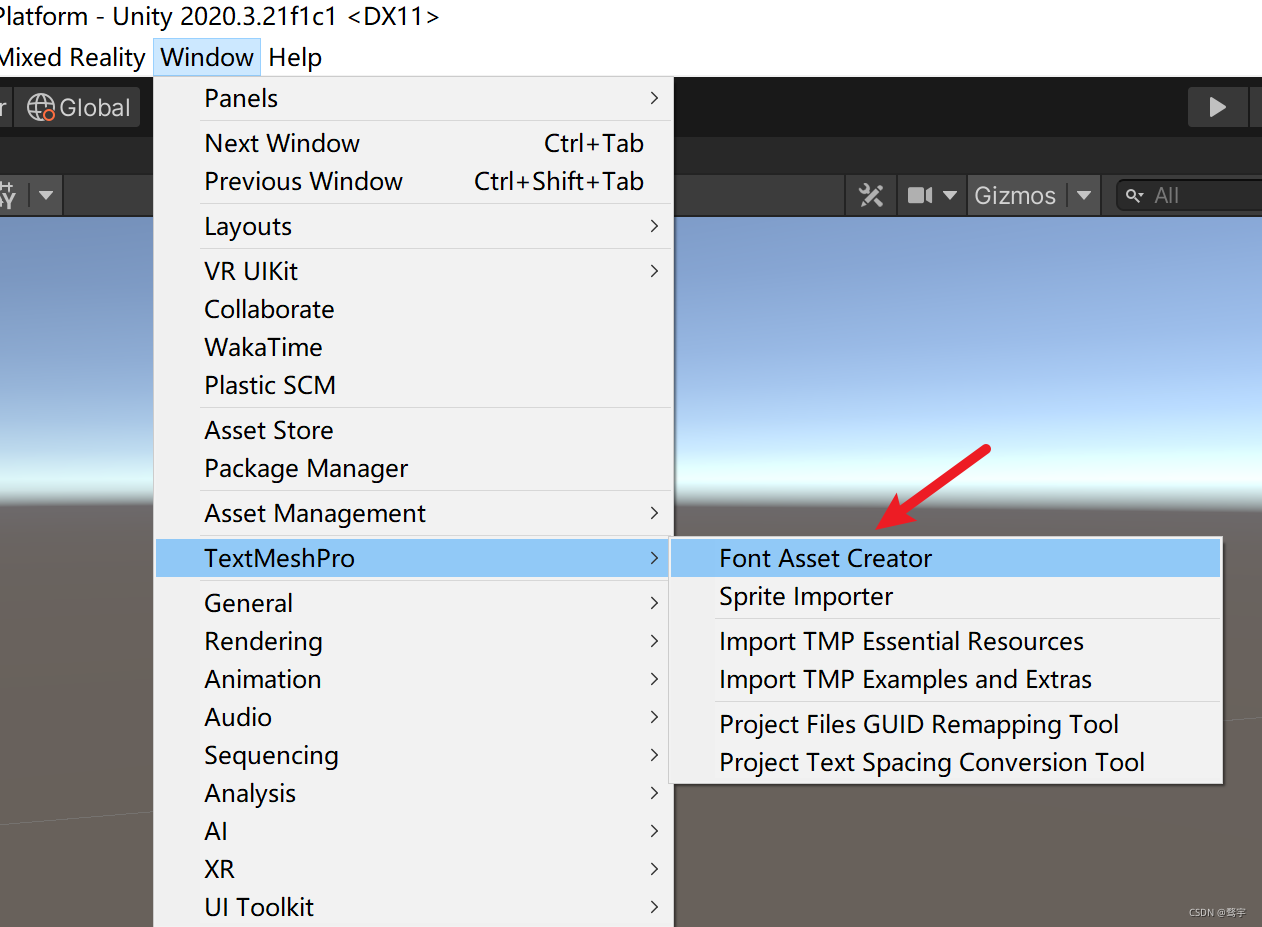 Platform - Unity 2020.3.21f1c1 <DX11>
Mixed Reality Window Help
Global
Panels
Next Window Ctrl+Tab
Previous Window Ctrl+Shift+Tab
Gizmos All
Layouts
VR UIKit
Collaborate
WakaTime
Plastic SCM
Asset Store
Package Manager
Asset Management
TextMeshPro
Font Asset Creator
Sprite Importer
Import TMP Essential Resources
Import TMP Examples and Extras
Project Files GUID Remapping Tool
Project Text Spacing Conversion Tool
General
Rendering
Animation
Audio
Sequencing
Analysis
AI
XR
UI Toolkit
CSDN @骛宇